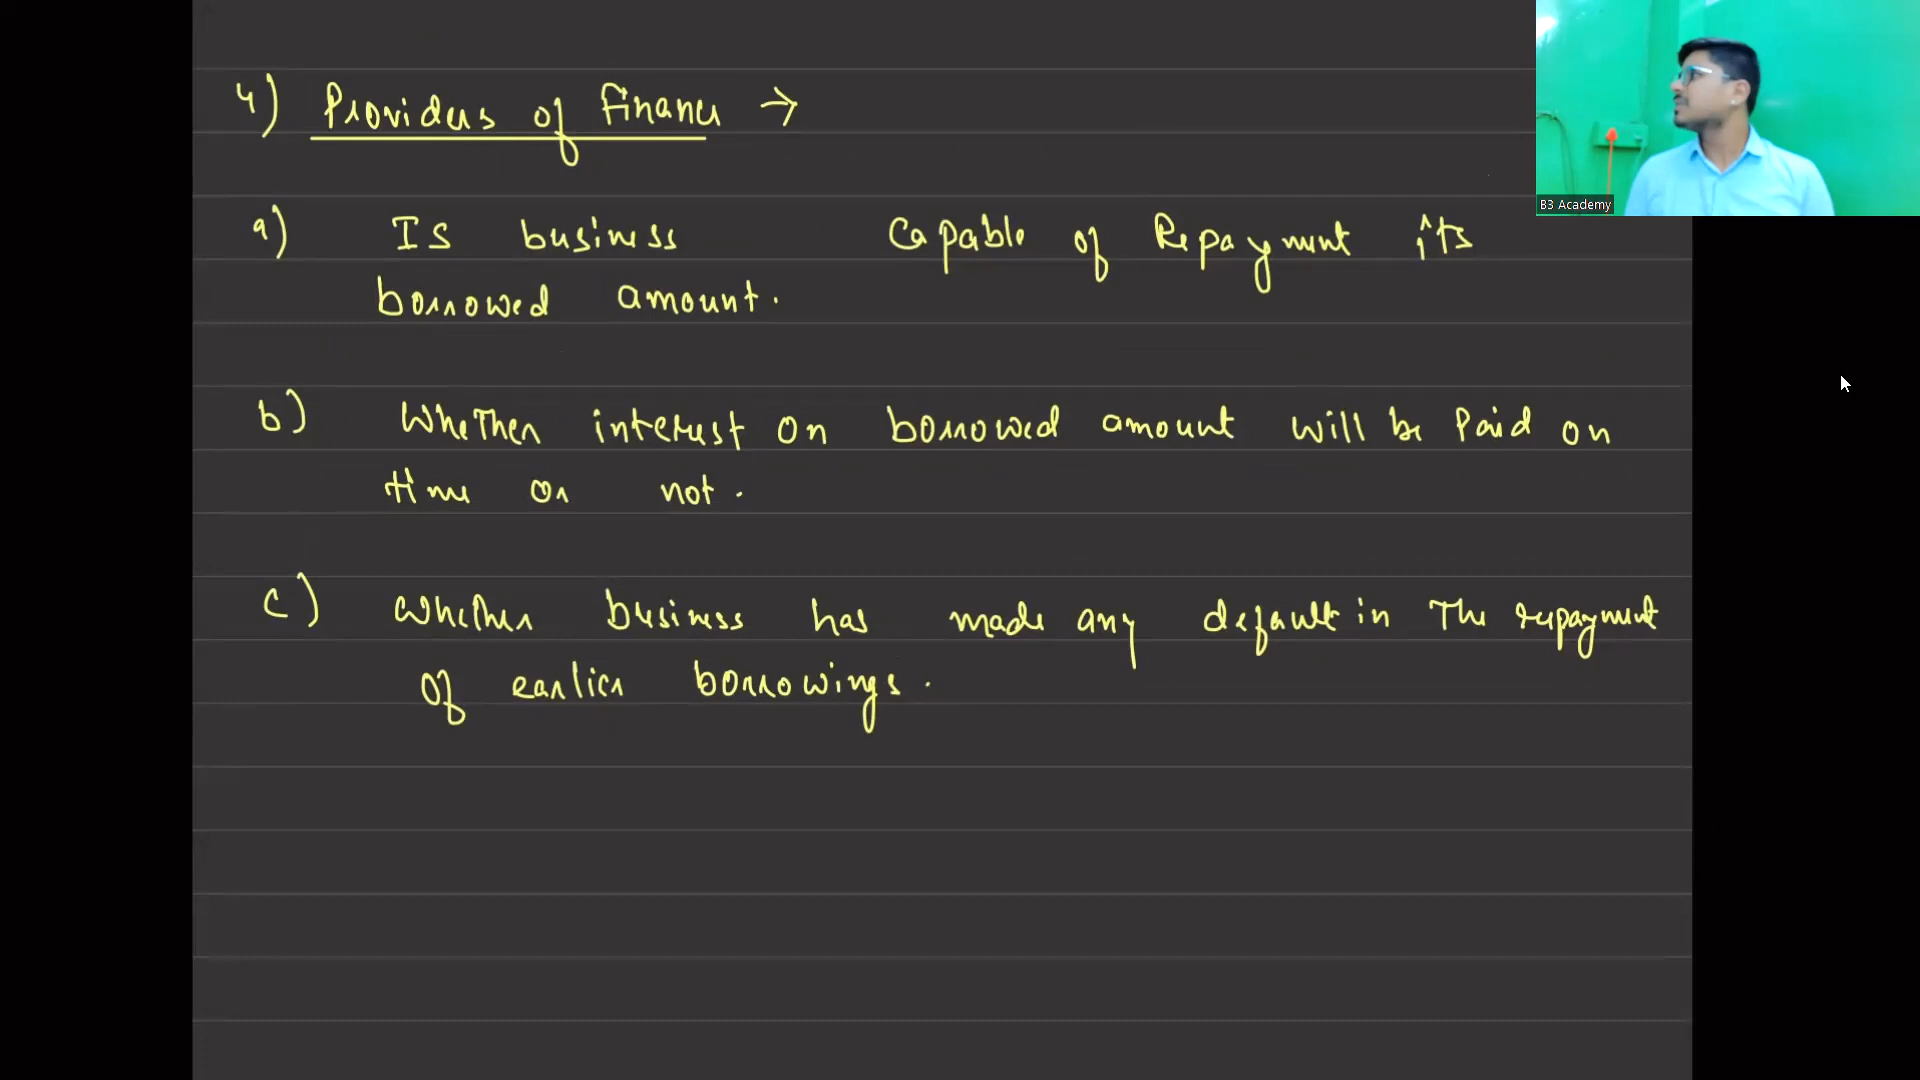 4) Providers of finance →
B3 Academy
a) Is business Capable of Repayment its
borrowed amount.
b) Whether interest on borrowed amount will be Paid on
time or not.
c) Whether business has made any default in The repayment
of earlier borrowings.